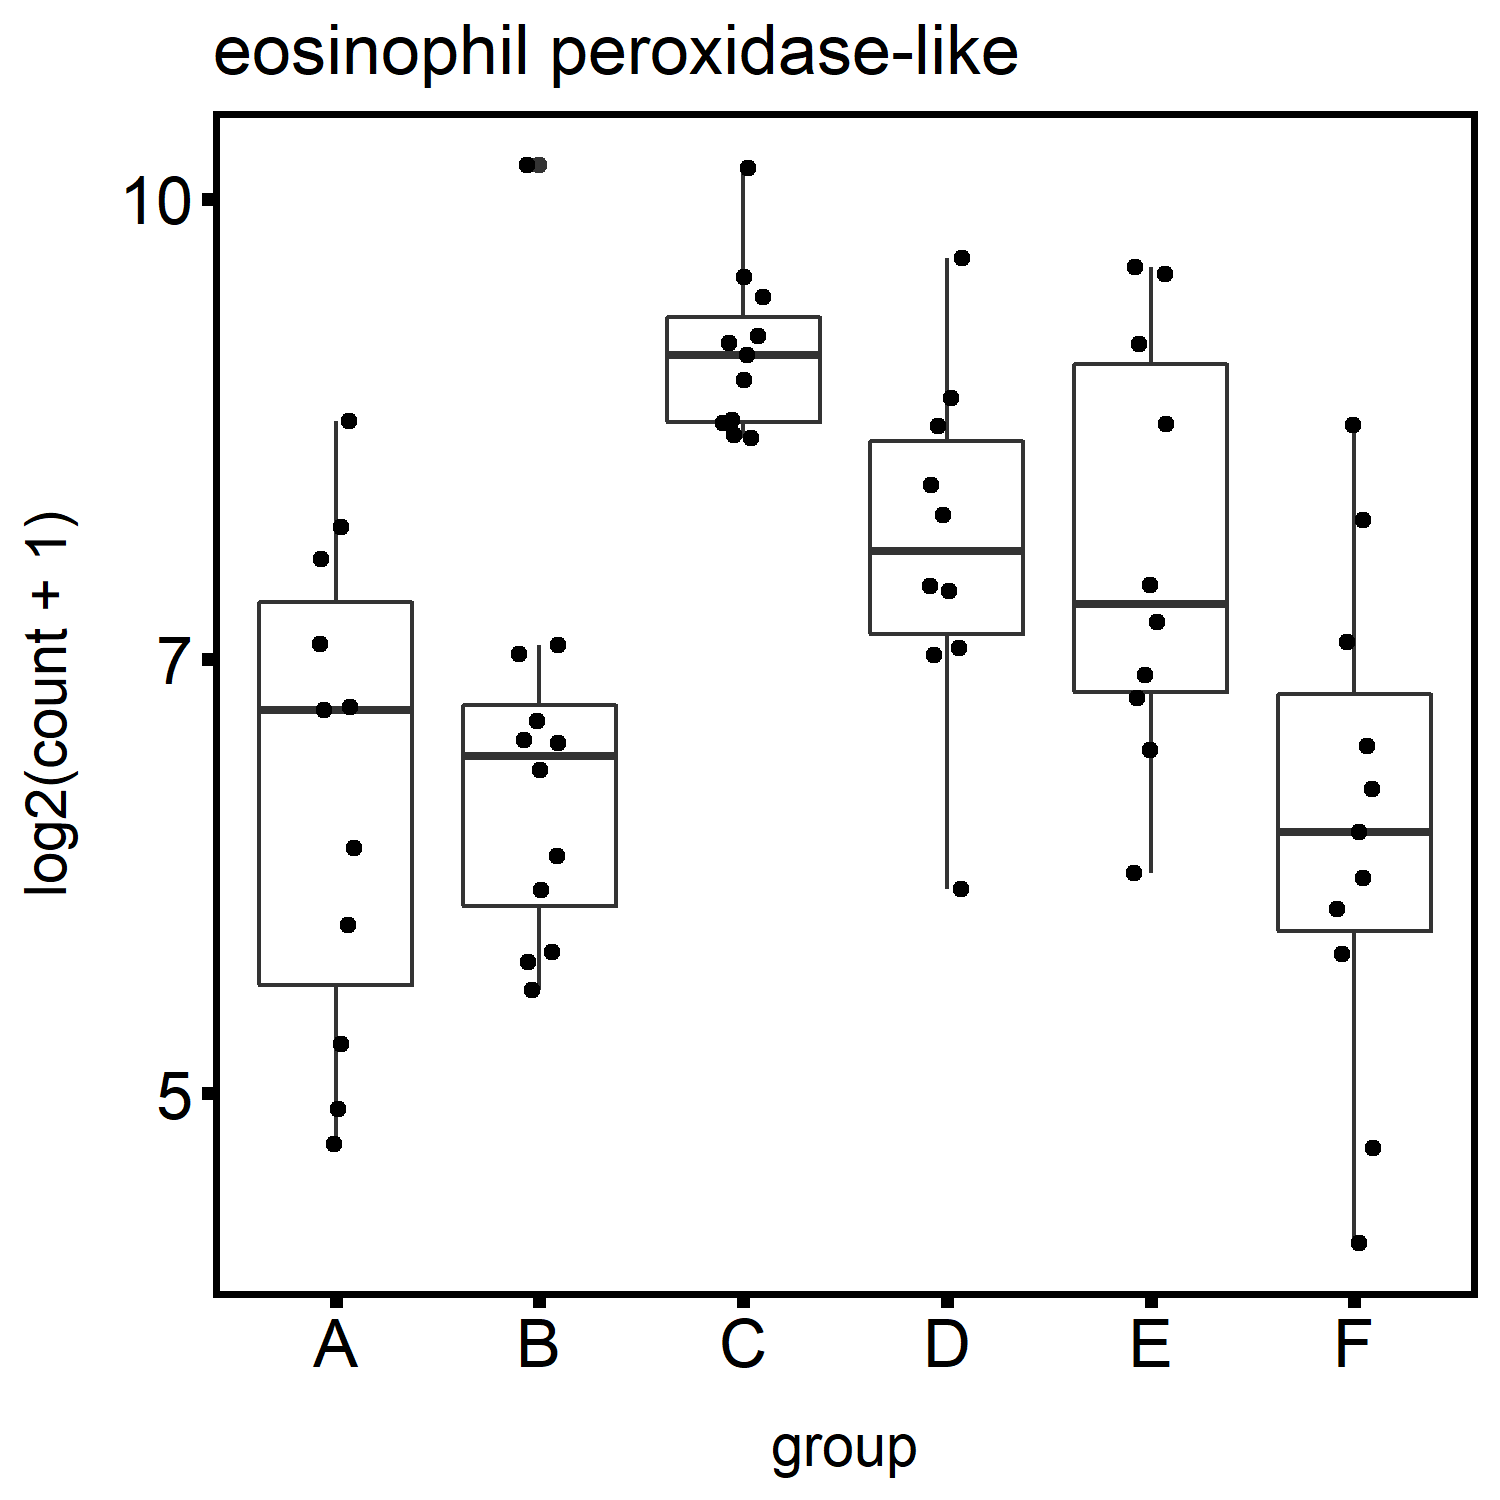 eosinophil peroxidase-like
log2(count + 1)
10
7
5
A B C D E F
group